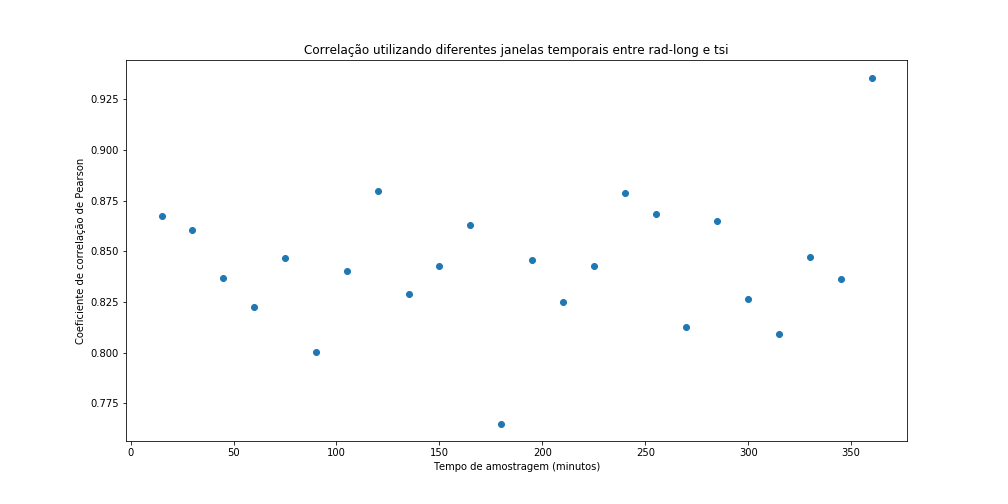 Correlação utilizando diferentes janelas temporais entre rad-long e tsi
Coeficiente de correlação de Pearson
0.925
0.900
0.875
0.850
0.825
0.800
0.775
0 50 100 150 200 250 300 350
Tempo de amostragem (minutos)